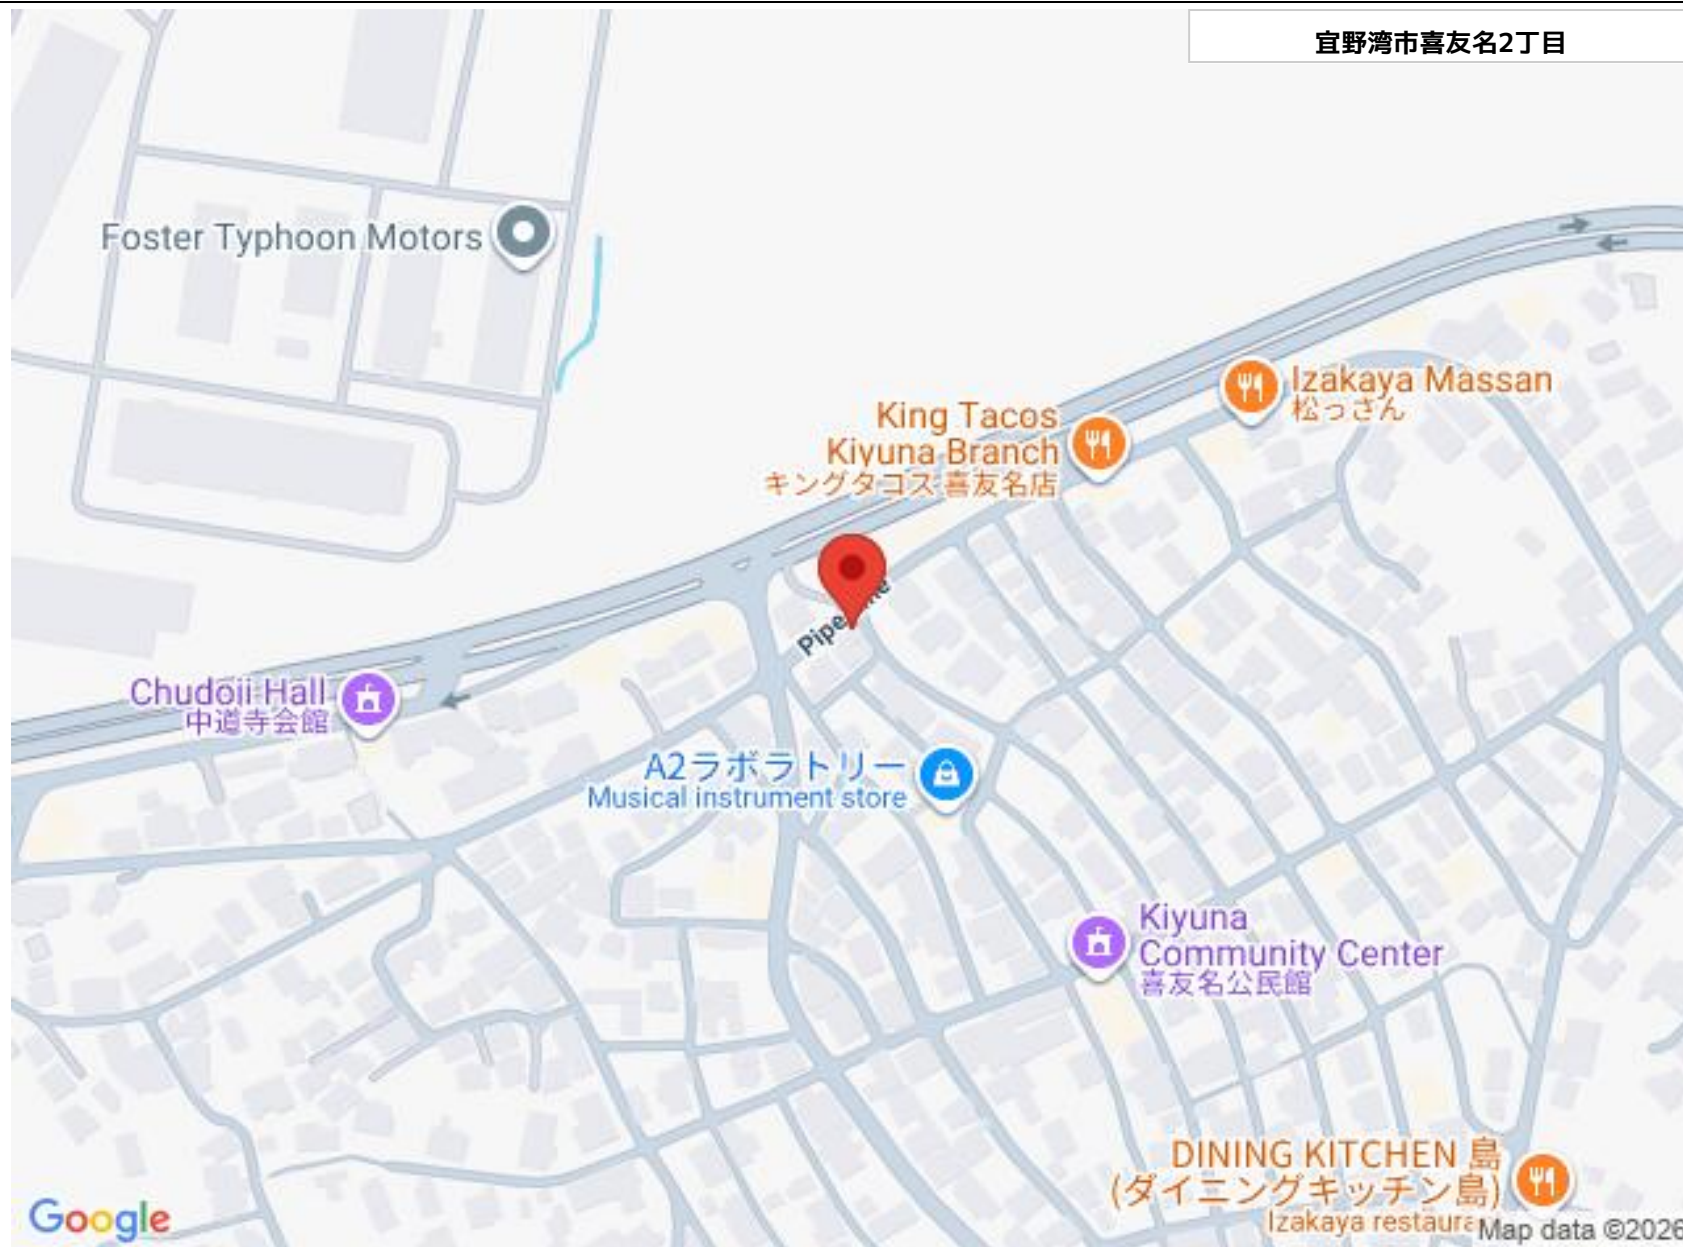 宜野湾市喜友名2丁目
Foster Typhoon Motors
Izakaya Massan
松っさん
King Tacos
Kiyuna Branch
キングタコス 喜友名店
Chudoji Hall
中道寺会館
A2ラボラトリー
Musical instrument store
Kiyuna
Community Center
喜友名公民館
DINING KITCHEN 島
(ダイニングキッチン島)
Izakaya
Google
Map data ©2026